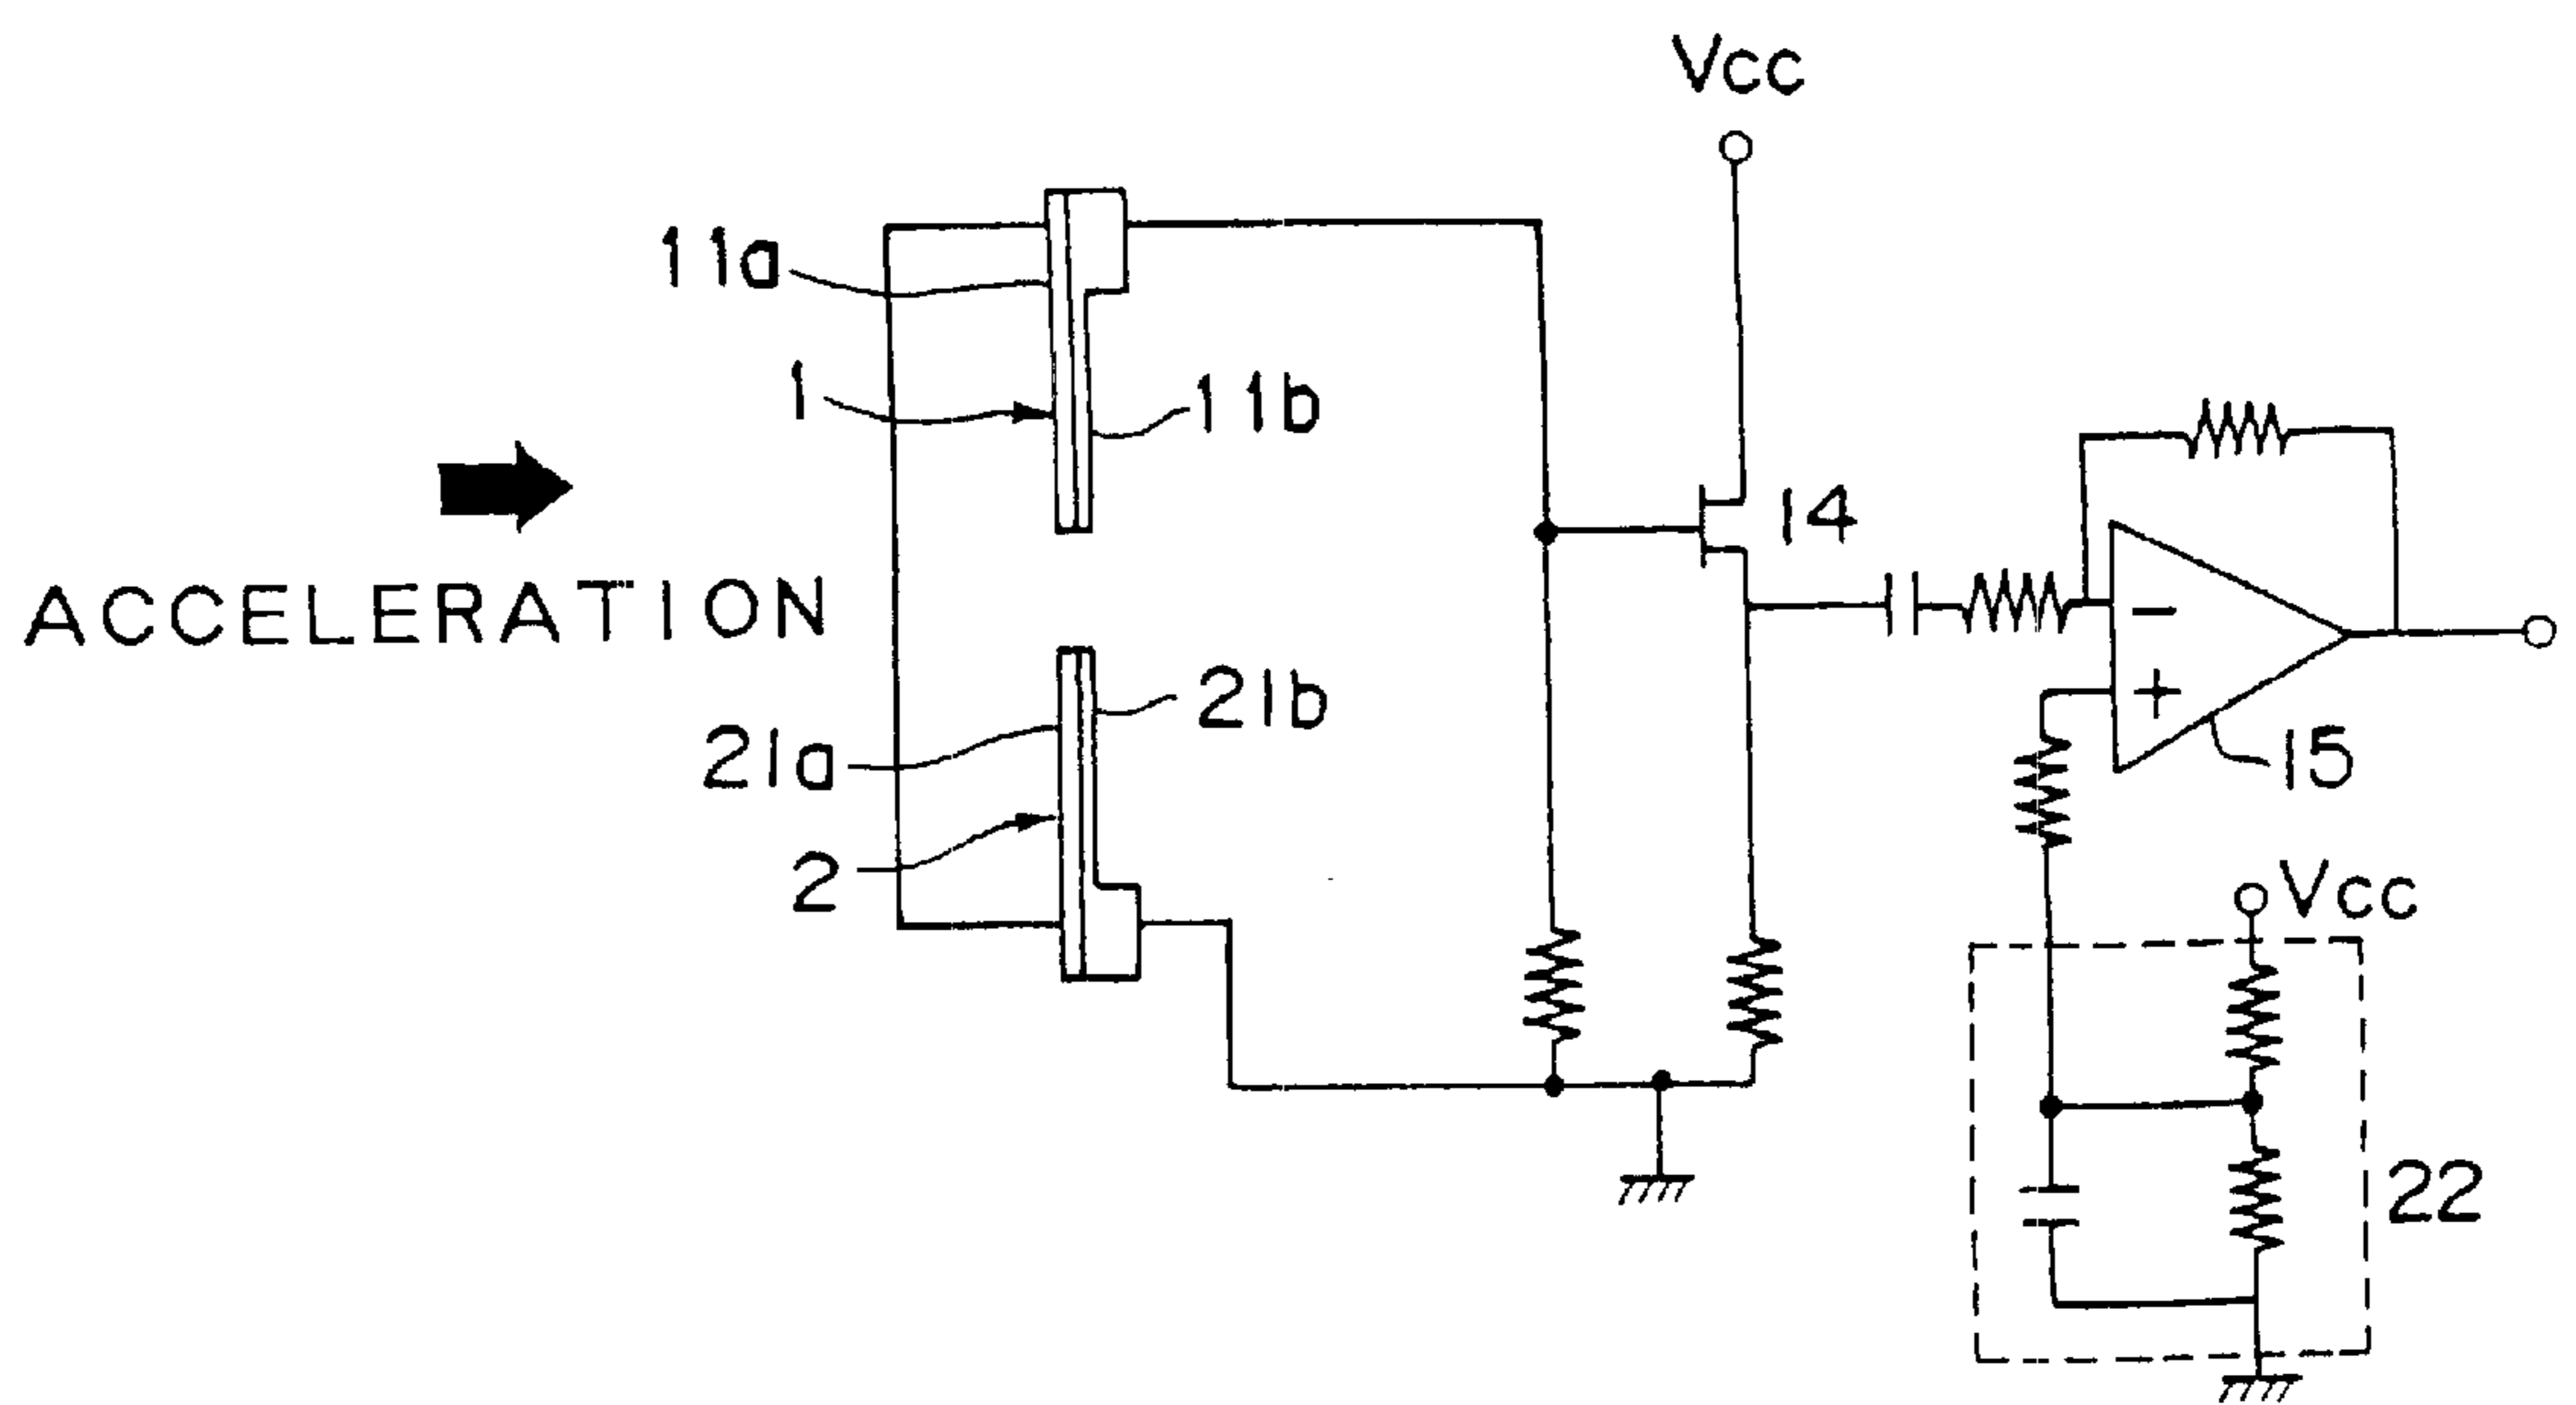 Vcc
11a
1
11b
ACCELERATION
14
21b
21a
2
−
+
15
Vcc
22